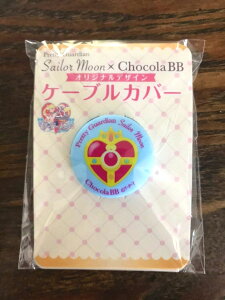 Pretty Guardian
Sailor Moon × Chocola BB
オリジナルデザイン
ケーブルカバー
Pretty Guardian Sailor Moon
Chocola BB